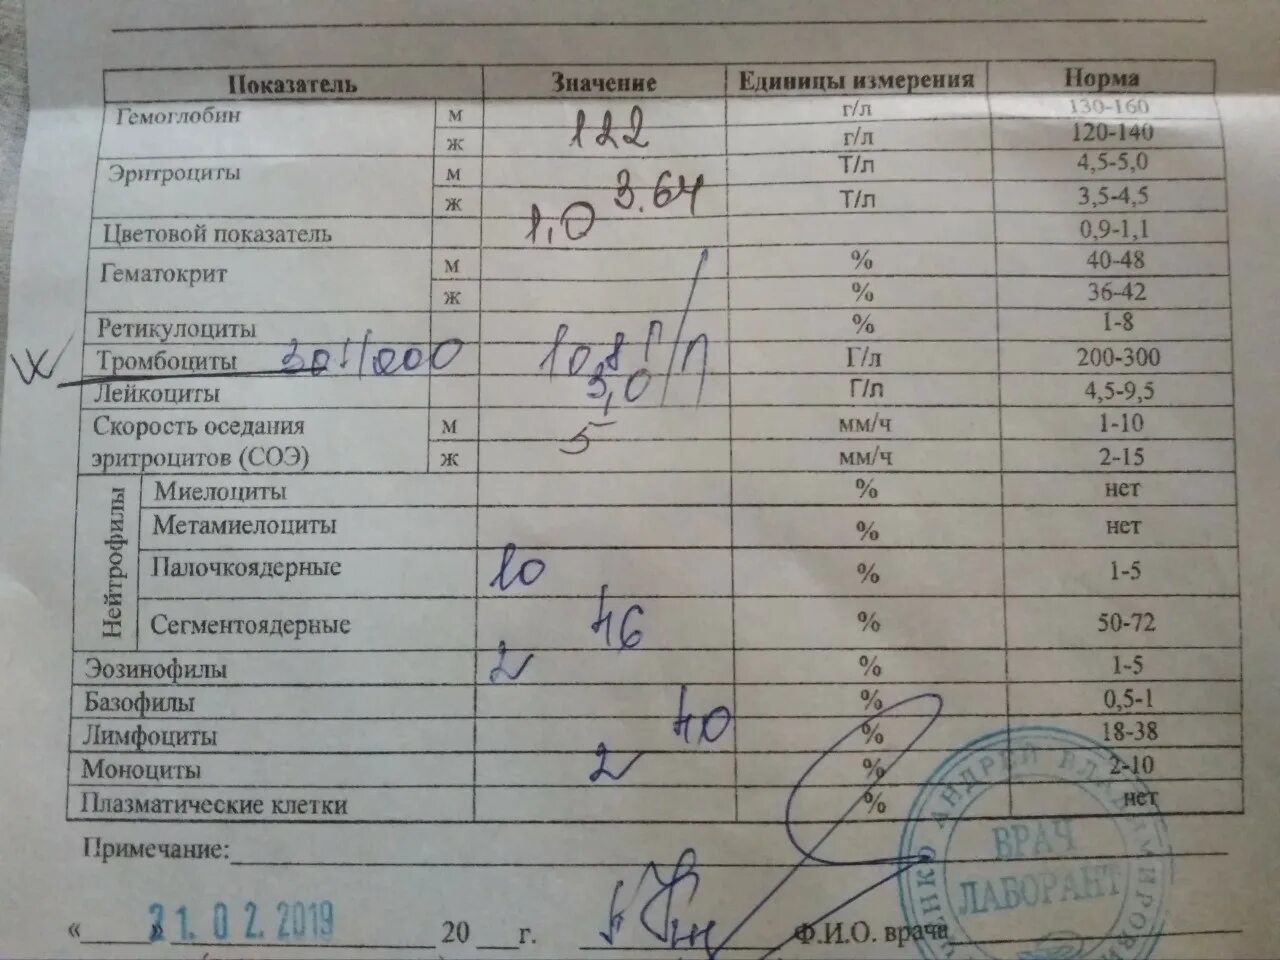 Показатель Значение Единицы измерения Норма
Гемоглобин м г/л 130-160
ж 122 г/л 120-140
Эритроциты м Т/л 4,5-5,0
ж 3.64 Т/л 3,5-4,5
Цветовой показатель 1,0 0,9-1,1
Гематокрит м % 40-48
ж % 36-42
Ретикулоциты % 1-8
Тромбоциты Г/л 200-300
Лейкоциты 3,0 Г/л 4,5-9,5
Скорость оседания м 5 мм/ч 1-10
эритроцитов (СОЭ) ж мм/ч 2-15
Нейтрофилы
Миелоциты % нет
Метамиелоциты % нет
Палочкоядерные 10 % 1-5
Сегментоядерные 46 % 50-72
Эозинофилы 2 % 1-5
Базофилы % 0,5-1
Лимфоциты 40 % 18-38
Моноциты 2 % 2-10
Плазматические клетки % нет
Примечание:
« » 21.02.2019 20 г. Ф.И.О. врача
АНДРЕЙ
ВРАЧ
ЛАБОРАНТ